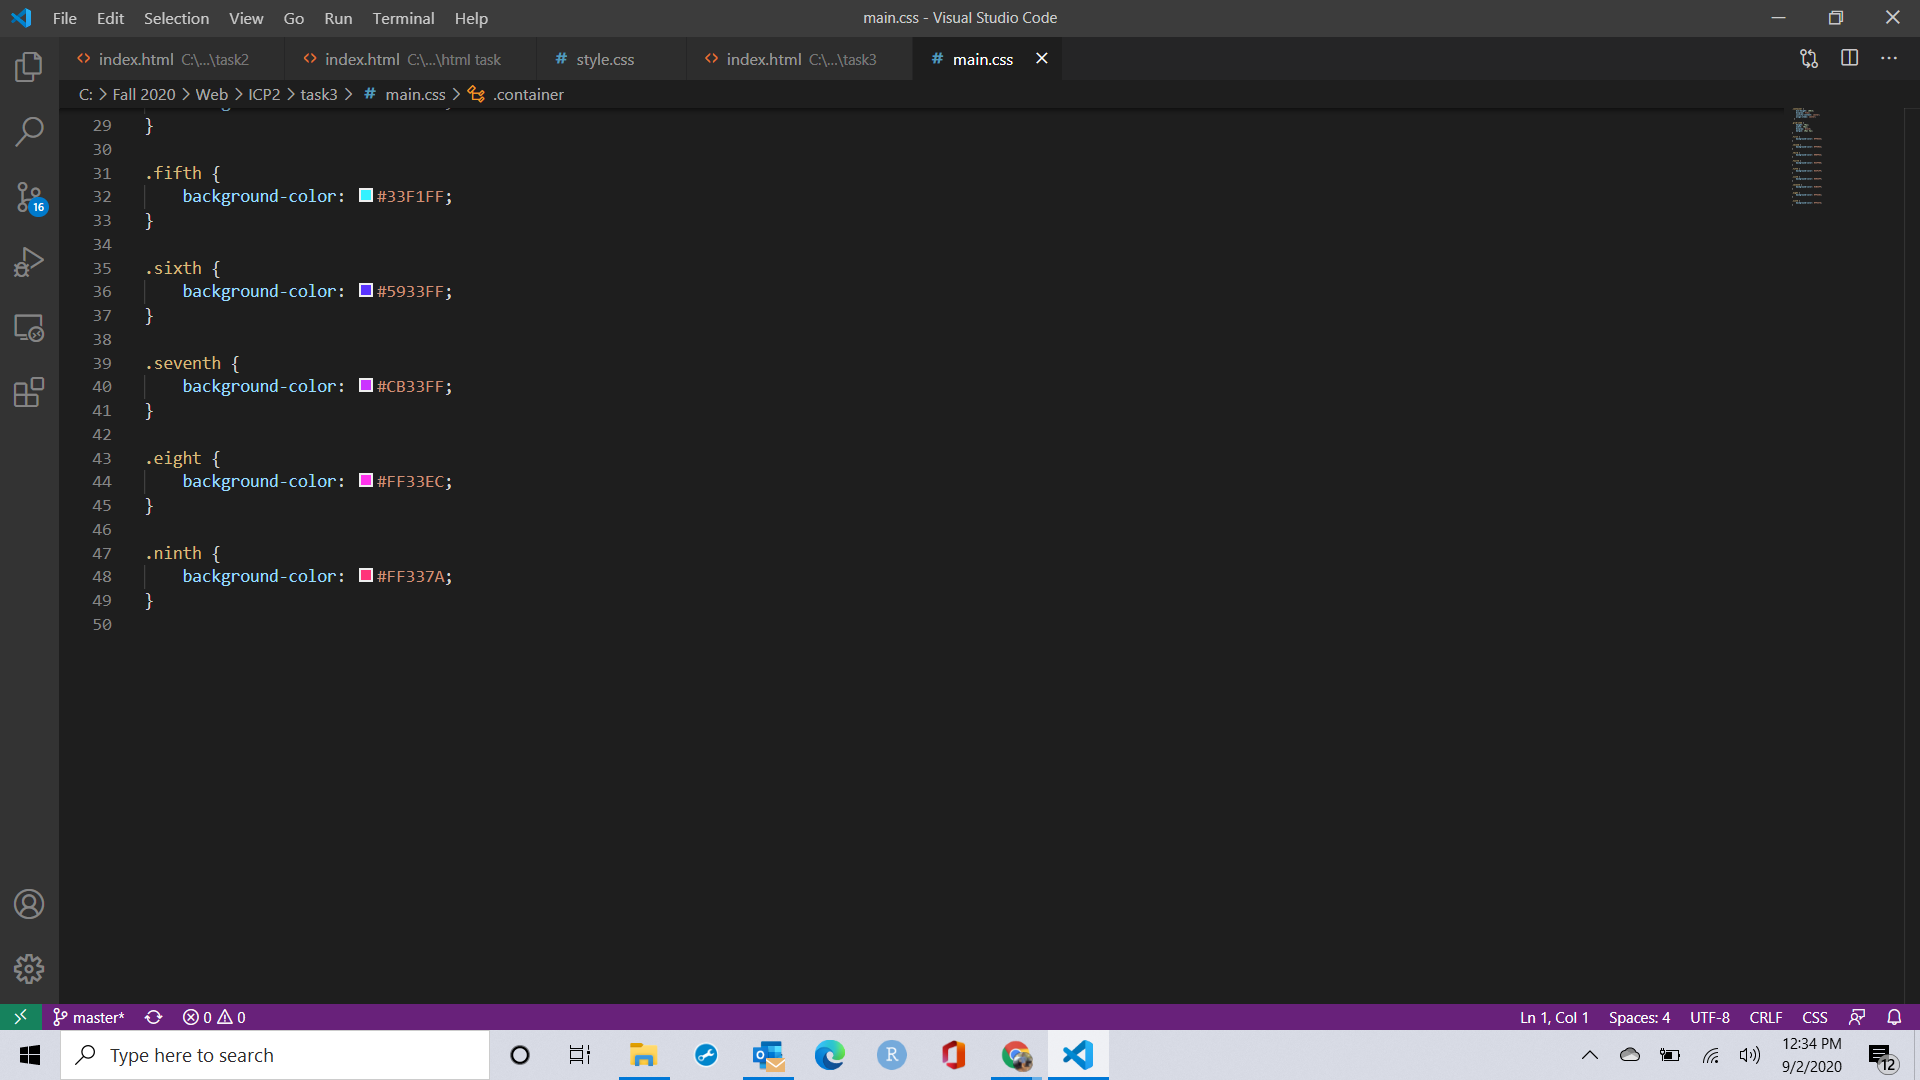 File Edit Selection View Go Run Terminal Help main.css - Visual Studio Code
index.html C:\...\task2 index.html C:\...\html task # style.css index.html C:\...\task3 # main.css
C: > Fall 2020 > Web > ICP2 > task3 > # main.css > .container
29 }
30
31 .fifth {
32 background-color: #33F1FF;
33 }
34
35 .sixth {
36 background-color: #5933FF;
37 }
38
39 .seventh {
40 background-color: #CB33FF;
41 }
42
43 .eight {
44 background-color: #FF33EC;
45 }
46
47 .ninth {
48 background-color: #FF337A;
49 }
50
16
master* 0 0 Ln 1, Col 1 Spaces: 4 UTF-8 CRLF CSS
Type here to search R 12:34 PM
9/2/2020 12